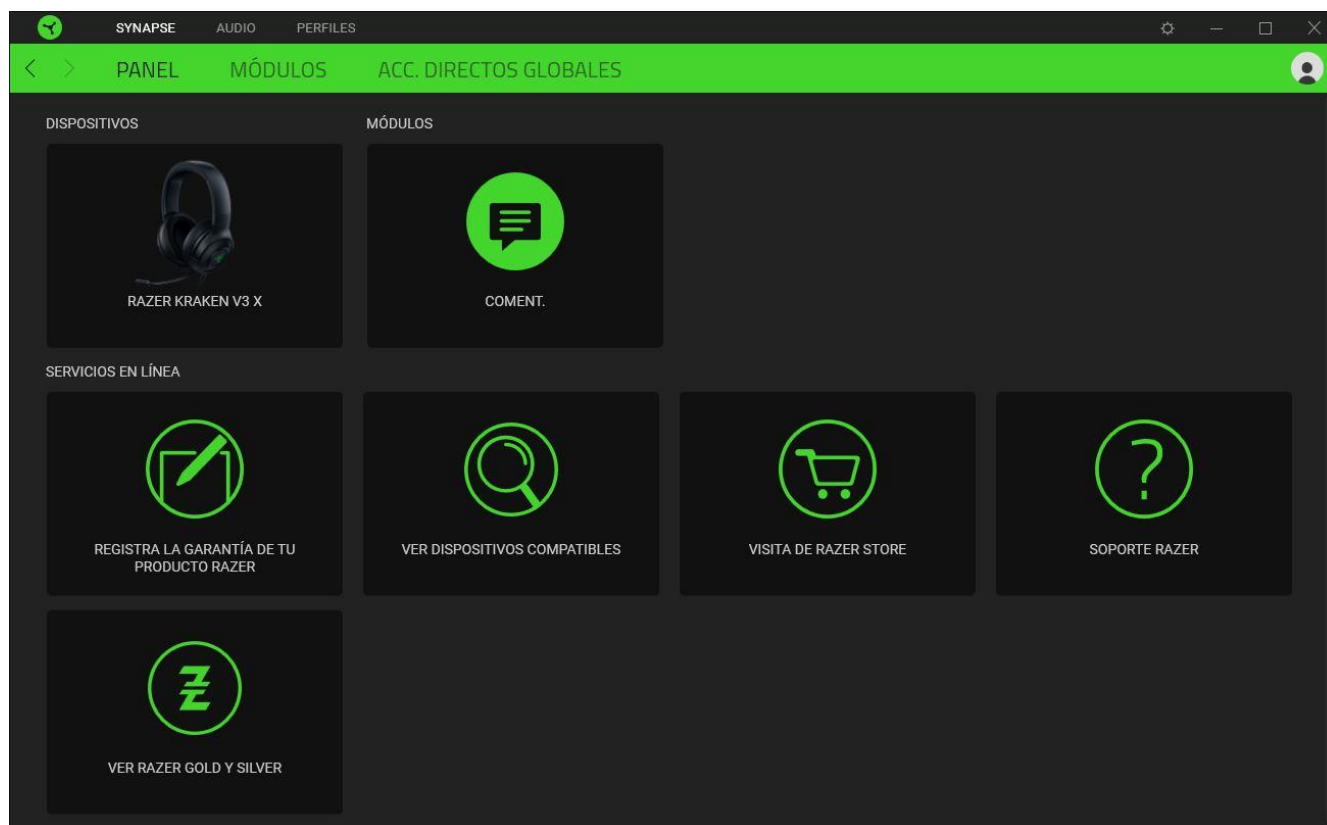 SYNAPSE AUDIO PERFILES
PANEL MÓDULOS ACC. DIRECTOS GLOBALES
DISPOSITIVOS MÓDULOS
RAZER KRAKEN V3 X COMENT.
SERVICIOS EN LÍNEA
REGISTRA LA GARANTÍA DE TU
PRODUCTO RAZER
VER DISPOSITIVOS COMPATIBLES
VISITA DE RAZER STORE
SOPORTE RAZER
VER RAZER GOLD Y SILVER